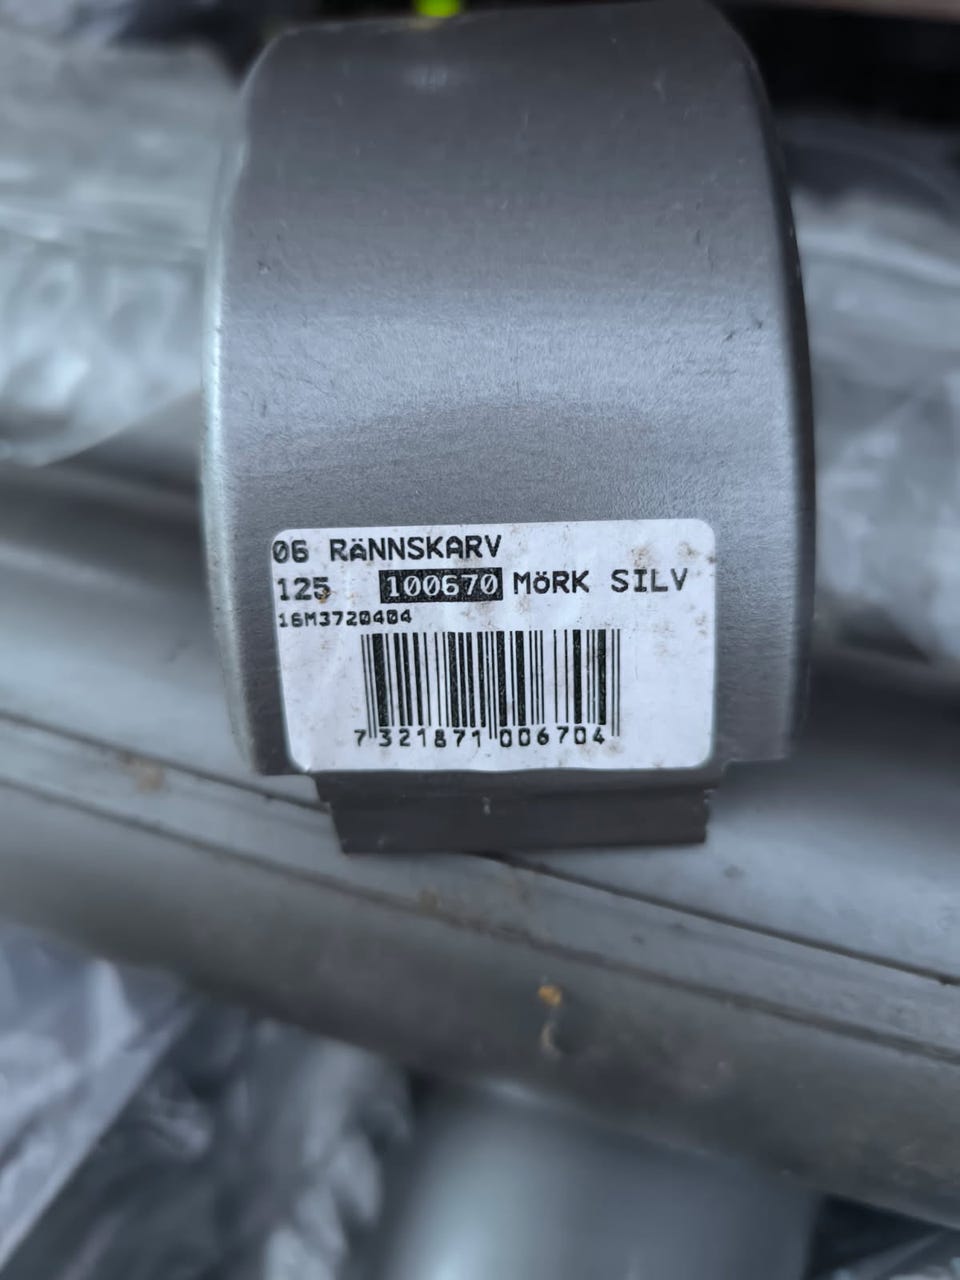 06 RÄNNSKARV
125 100670 MÖRK SILV
16M3720404
7 321871 006704